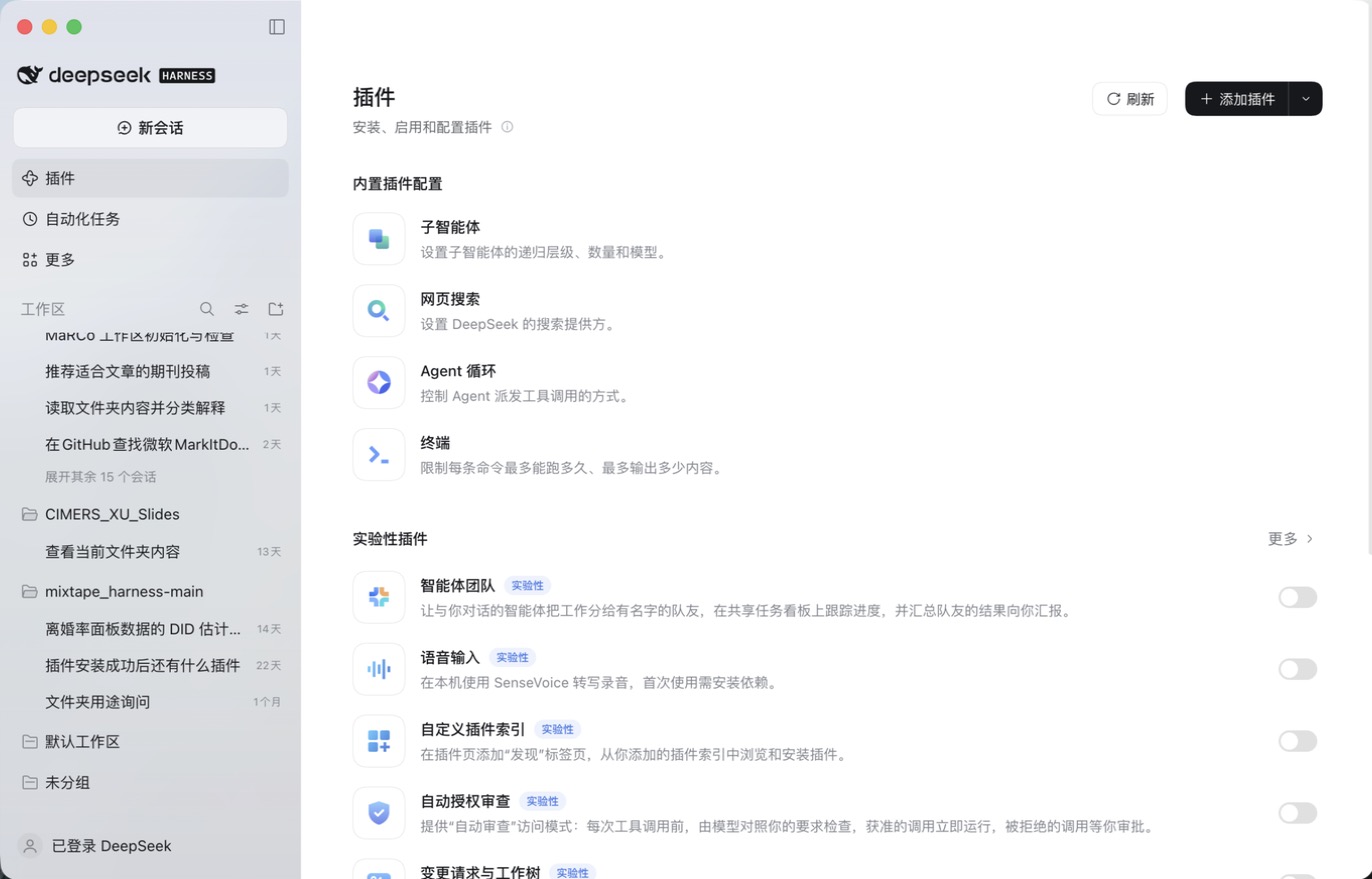 deepseek HARNESS
新会话
插件
自动化任务
更多
工作区
MaRCo 工作区初始化与检查 1天
推荐适合文章的期刊投稿 1天
读取文件夹内容并分类解释 1天
在 GitHub 查找微软 MarkItDo... 2天
展开其余 15 个会话
CIMERS_XU_Slides
查看当前文件夹内容 13天
mixtape_harness-main
离婚率面板数据的 DID 估计... 14天
插件安装成功后还有什么插件 22天
文件夹用途询问 1个月
默认工作区
未分组
已登录 DeepSeek
插件
刷新
添加插件
安装、启用和配置插件
内置插件配置
子智能体
设置子智能体的递归层级、数量和模型。
网页搜索
设置 DeepSeek 的搜索提供方。
Agent 循环
控制 Agent 派发工具调用的方式。
终端
限制每条命令最多能跑多久、最多输出多少内容。
实验性插件
更多
智能体团队 实验性
让与你对话的智能体把工作分给有名字的队友，在共享任务看板上跟踪进度，并汇总队友的结果向你汇报。
语音输入 实验性
在本机使用 SenseVoice 转写录音，首次使用需安装依赖。
自定义插件索引 实验性
在插件页添加“发现”标签页，从你添加的插件索引中浏览和安装插件。
自动授权审查 实验性
提供“自动审查”访问模式：每次工具调用前，由模型对照你的要求检查，获准的调用立即运行，被拒绝的调用等你审批。
变更请求与工作树 实验性